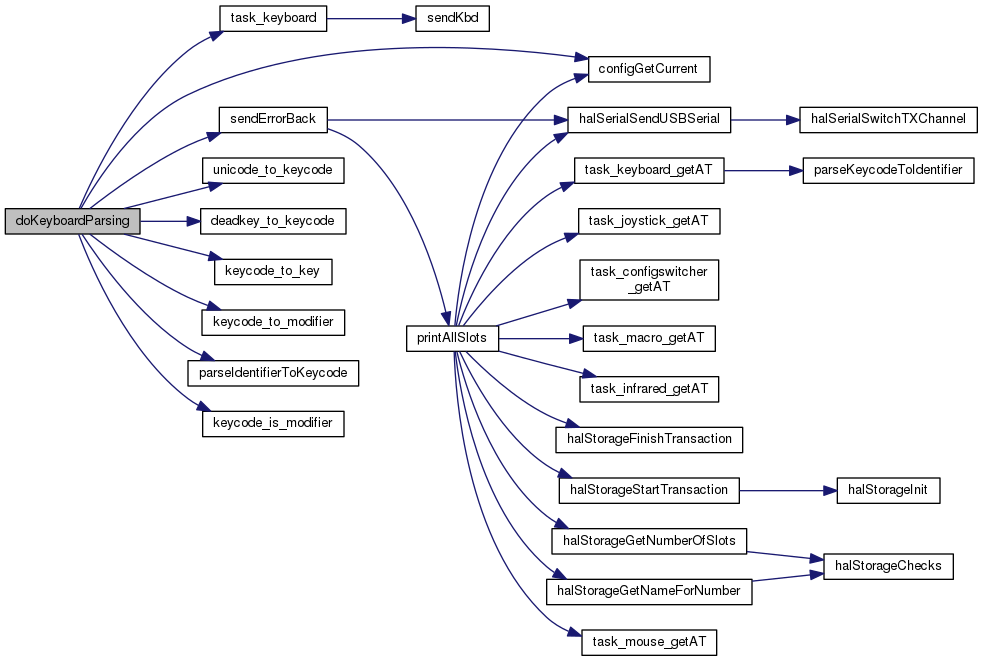 task_keyboard
sendKbd
configGetCurrent
sendErrorBack
halSerialSendUSBSerial
halSerialSwitchTXChannel
unicode_to_keycode
task_keyboard_getAT
parseKeycodeToIdentifier
doKeyboardParsing
deadkey_to_keycode
task_joystick_getAT
keycode_to_key
task_configswitcher
_getAT
keycode_to_modifier
printAllSlots
task_macro_getAT
parseIdentifierToKeycode
task_infrared_getAT
keycode_is_modifier
halStorageFinishTransaction
halStorageStartTransaction
halStorageInit
halStorageGetNumberOfSlots
halStorageChecks
halStorageGetNameForNumber
task_mouse_getAT